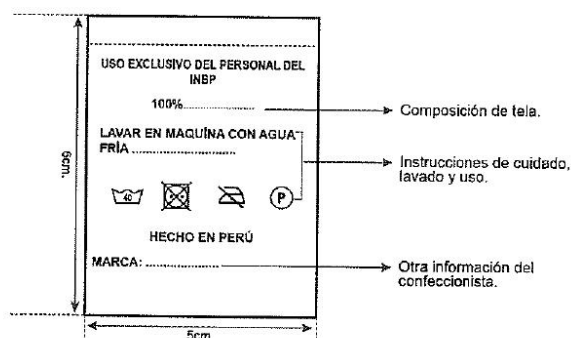 USO EXCLUSIVO DEL PERSONAL DEL
INBP
100%....................
Composición de tela.
LAVAR EN MAQUÍNA CON AGUA
FRÍA ............................
Instrucciones de cuidado,
lavado y uso.
40
P
HECHO EN PERÚ
MARCA: .....................
Otra información del
confeccionista.
6cm.
5cm